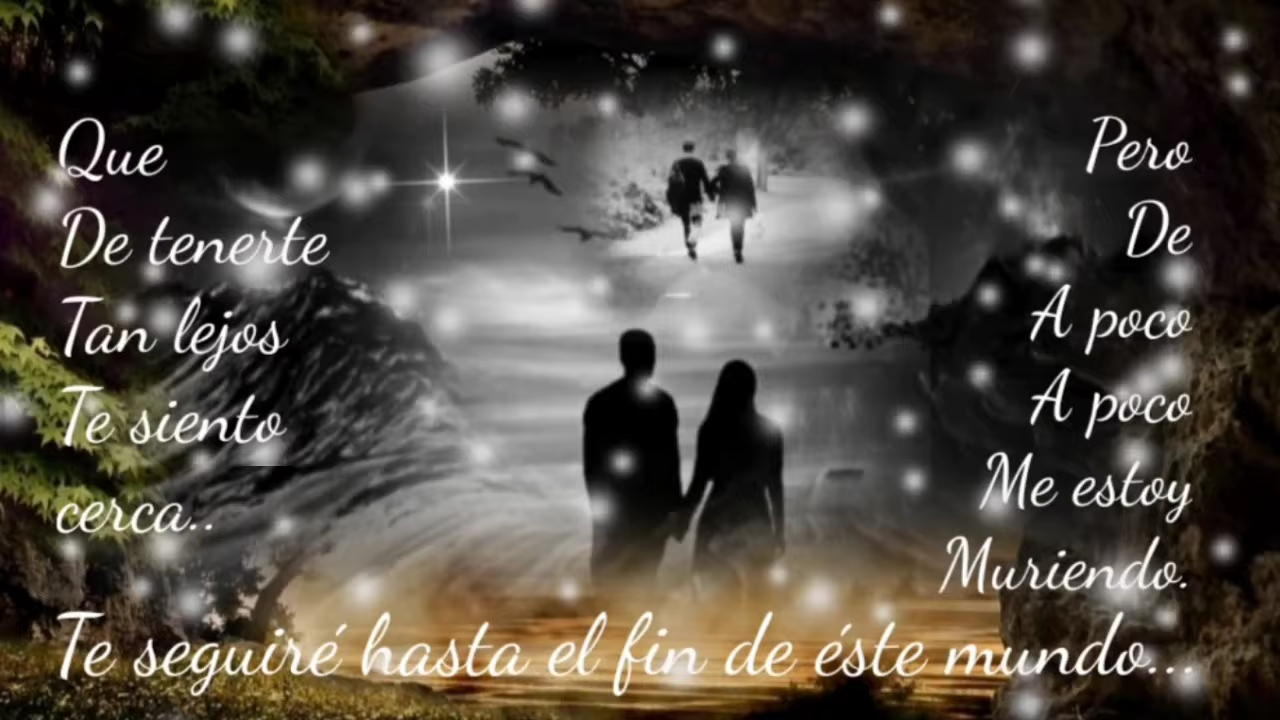 Que
De tenerte
Tan lejos
Te siento
cerca..
Pero
De
A poco
A poco
Me estoy
Muriendo.
Te seguiré hasta el fin de éste mundo...